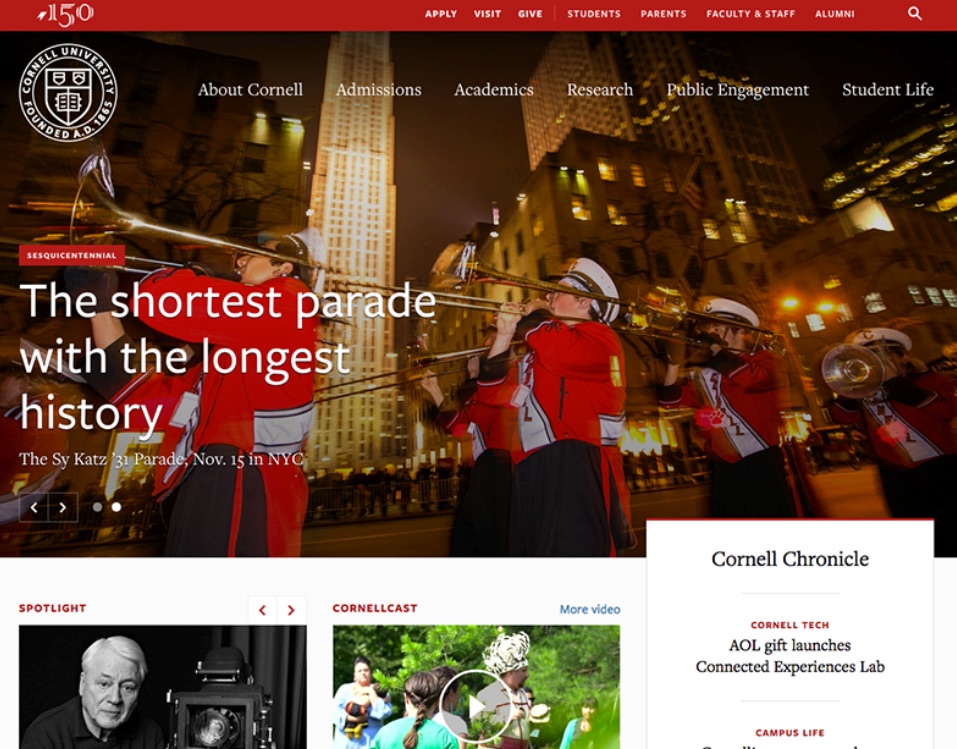 150
APPLY VISIT GIVE STUDENTS PARENTS FACULTY & STAFF ALUMNI
CORNELL UNIVERSITY
FOUNDED A.D. 1865
About Cornell Admissions Academics Research Public Engagement Student Life
SESQUICENTENNIAL
The shortest parade
with the longest
history
The Sy Katz '31 Parade, Nov. 15 in NYC
Cornell Chronicle
SPOTLIGHT
CORNELLCAST More video
CORNELL TECH
AOL gift launches
Connected Experiences Lab
CAMPUS LIFE